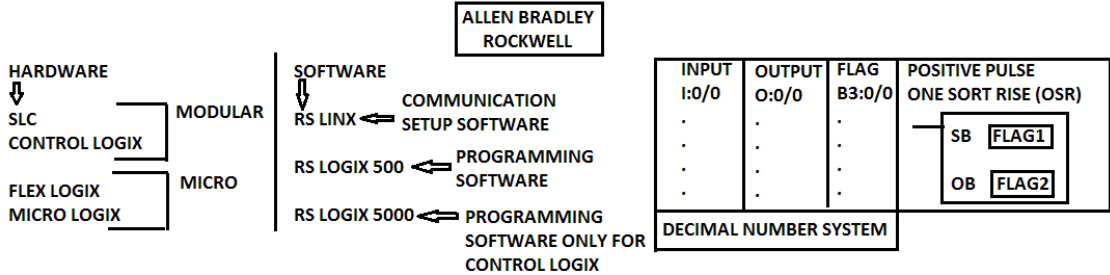 ALLEN BRADLEY
ROCKWELL
HARDWARE
SLC
CONTROL LOGIX
MODULAR
FLEX LOGIX
MICRO LOGIX
MICRO
SOFTWARE
RS LINX
COMMUNICATION
SETUP SOFTWARE
RS LOGIX 500
PROGRAMMING
SOFTWARE
RS LOGIX 5000
PROGRAMMING
SOFTWARE ONLY FOR
CONTROL LOGIX
INPUT
I:0/0
.
.
.
.
OUTPUT
O:0/0
.
.
.
.
FLAG
B3:0/0
.
.
.
.
POSITIVE PULSE
ONE SORT RISE (OSR)
SB FLAG1
OB FLAG2
DECIMAL NUMBER SYSTEM